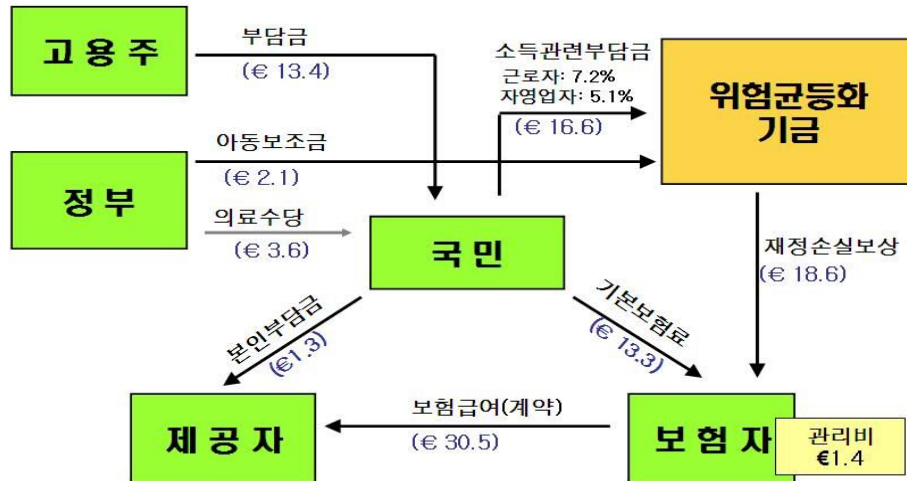 고 용 주
부담금
(€ 13.4)
소득관련부담금
근로자: 7.2%
자영업자: 5.1%
(€ 16.6)
위험균등화
기금
정 부
아동보조금
(€ 2.1)
의료수당
(€ 3.6)
국 민
재정손실보상
(€ 18.6)
본인부담금
(€1.3)
기본보험료
(€ 13.3)
제 공 자
보험급여(계약)
(€ 30.5)
보 험 자
관리비
€1.4